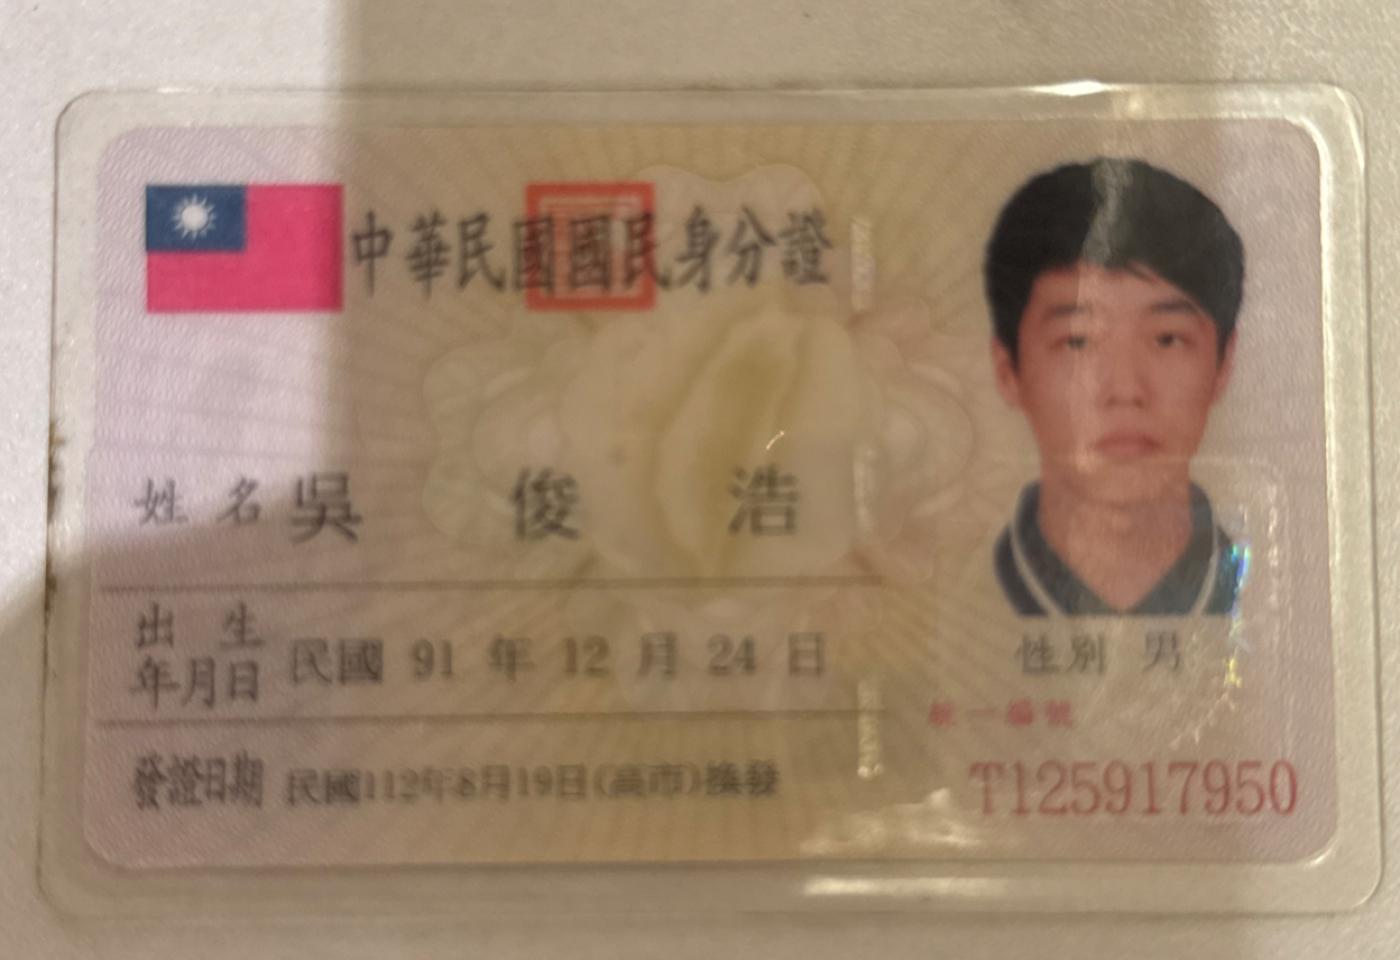 中華民國國民身分證
姓名 吳俊浩
出生年月日 民國 91 年 12 月 24 日
性別 男
統一編號
T125917950
發證日期 民國112年8月19日(高市)換發